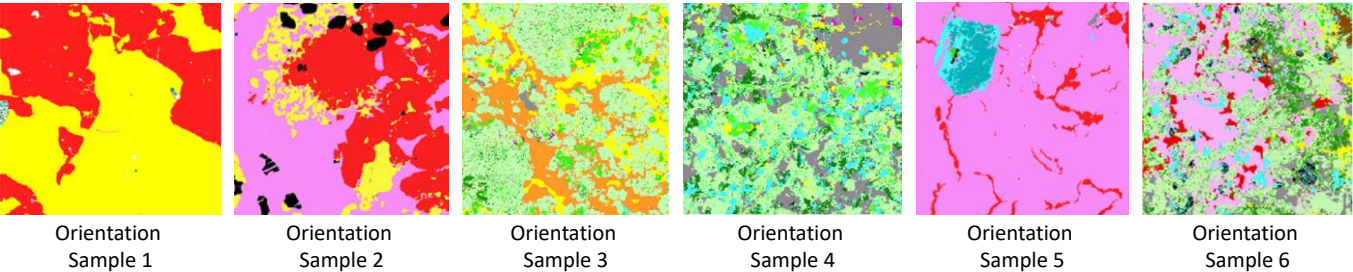 Orientation
Sample 1
Orientation
Sample 2
Orientation
Sample 3
Orientation
Sample 4
Orientation
Sample 5
Orientation
Sample 6